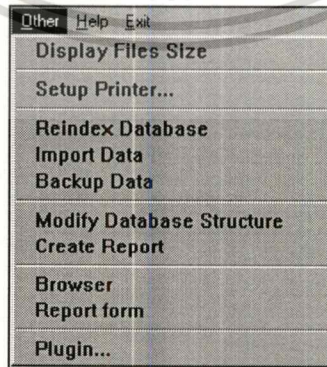 Other Help Exit
Display Files Size
Setup Printer...
Reindex Database
Import Data
Backup Data
Modify Database Structure
Create Report
Browser
Report form
Plugin...